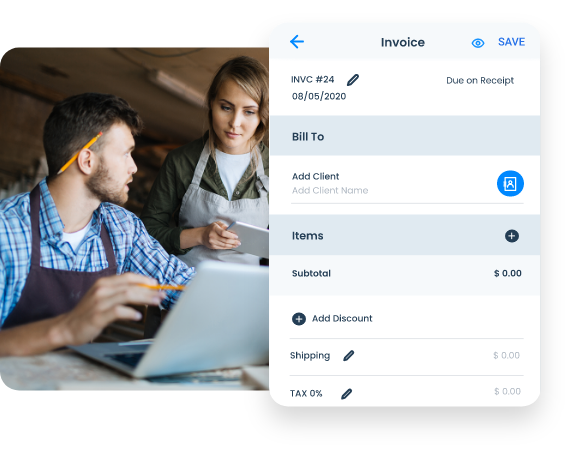 Invoice
SAVE
INVC #24
Due on Receipt
08/05/2020
Bill To
Add Client
Add Client Name
Items
Subtotal $ 0.00
Add Discount
Shipping $ 0.00
TAX 0% $ 0.00